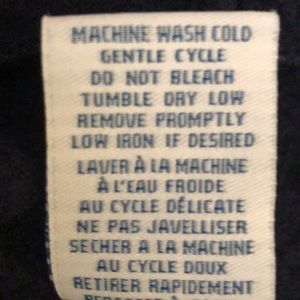 MACHINE WASH COLD
GENTLE CYCLE
DO NOT BLEACH
TUMBLE DRY LOW
REMOVE PROMPTLY
LOW IRON IF DESIRED
LAVER À LA MACHINE
À L'EAU FROIDE
AU CYCLE DÉLICATE
NE PAS JAVELLISER
SECHER A LA MACHINE
AU CYCLE DOUX
RETIRER RAPIDEMENT